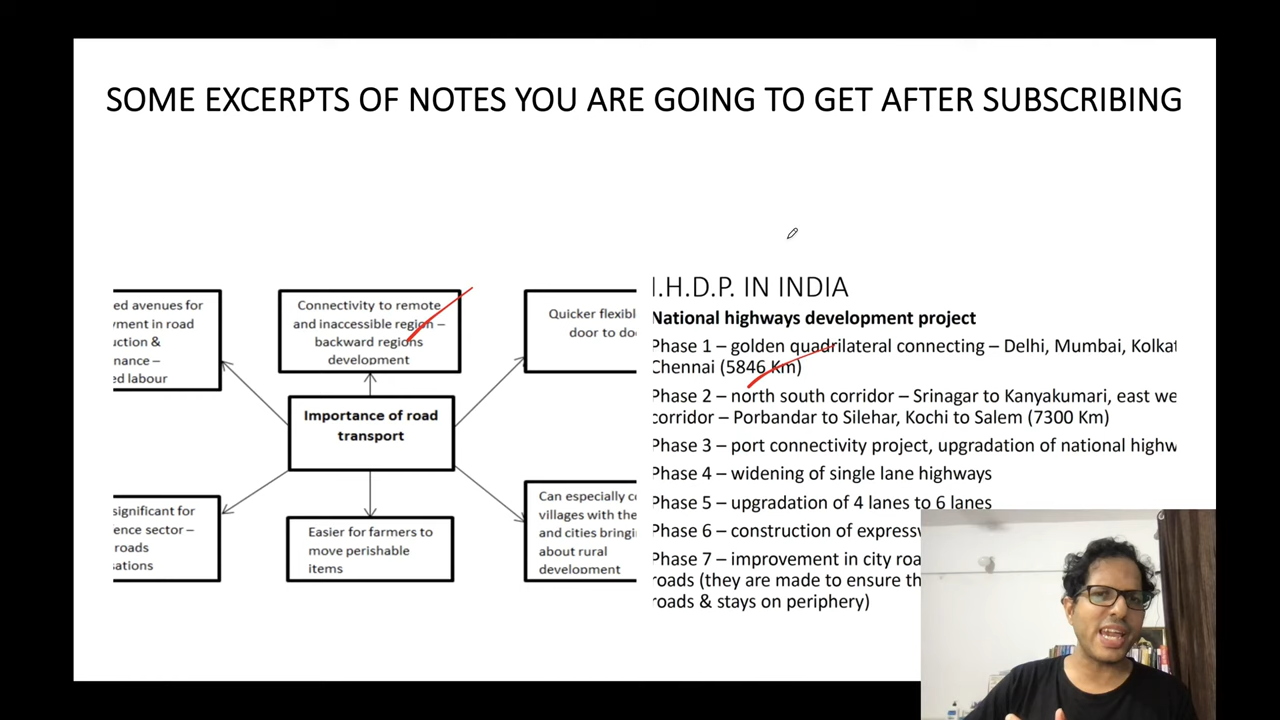 SOME EXCERPTS OF NOTES YOU ARE GOING TO GET AFTER SUBSCRIBING
ed avenues for
yment in road
uction &
nance –
ed labour
Connectivity to remote
and inaccessible region –
backward regions
development
Quicker flexibl
door to do
Importance of road
transport
significant for
ence sector –
roads
sations
Easier for farmers to
move perishable
items
Can especially co
villages with the
and cities bringi
about rural
development
I.H.D.P. IN INDIA
National highways development project
Phase 1 – golden quadrilateral connecting – Delhi, Mumbai, Kolkat
Chennai (5846 Km)
Phase 2 – north south corridor – Srinagar to Kanyakumari, east we
corridor – Porbandar to Silehar, Kochi to Salem (7300 Km)
Phase 3 – port connectivity project, upgradation of national highw
Phase 4 – widening of single lane highways
Phase 5 – upgradation of 4 lanes to 6 lanes
Phase 6 – construction of expressw
Phase 7 – improvement in city roa
roads (they are made to ensure th
roads & stays on periphery)